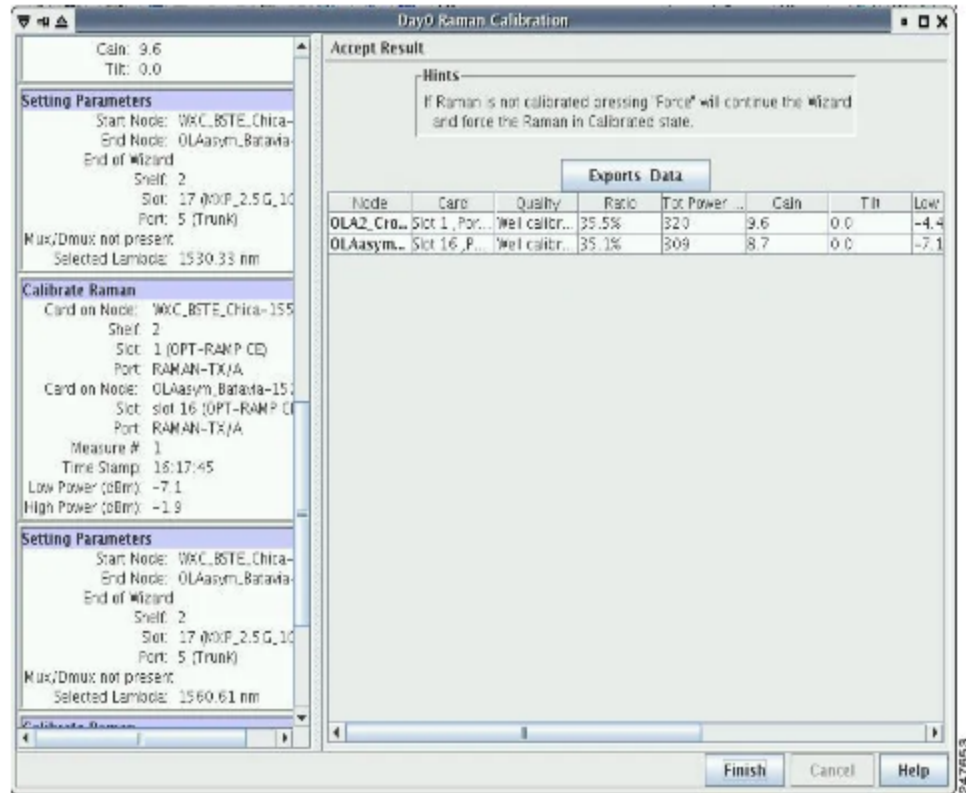 Day0 Raman Calibration
Gain: 9.6
Tilt: 0.0
Setting Parameters
Start Node: WXC_BSTE_Chica-
End Node: OLAasym_Batavia-
End of Wizard
Shelf: 2
Slot: 17 (MXP_2.5G_10
Port: 5 (Trunk)
Mux/Dmux not present
Selected Lambda: 1530.33 nm
Calibrate Raman
Card on Node: WXC_BSTE_Chica-155
Shelf: 2
Slot: 1 (OPT-RAMP CE)
Port: RAMAN-TX/A
Card on Node: OLAasym_Batavia-15
Slot: slot 16 (OPT-RAMP C
Port: RAMAN-TX/A
Measure # 1
Time Stamp: 16:17:45
Low Power (dBm): -7.1
High Power (dBm): -1.9
Setting Parameters
Start Node: WXC_BSTE_Chica-
End Node: OLAasym_Batavia-
End of Wizard
Shelf: 2
Slot: 17 (MXP_2.5G_10
Port: 5 (Trunk)
Mux/Dmux not present
Selected Lambda: 1560.61 nm
Calibrate Raman
Accept Result
Hints
If Raman is not calibrated pressing "Force" will continue the Wizard
and force the Raman in Calibrated state.
Exports Data
Node Card Quality Ratio Tot Power ... Gain Tilt Low
OLA2_Cro... Slot 1 ,Por... Well calibr... 35.5% 320 9.6 0.0 -4.4
OLAasym... Slot 16 ,P... Well calibr... 35.1% 309 8.7 0.0 -7.1
Finish Cancel Help
247653